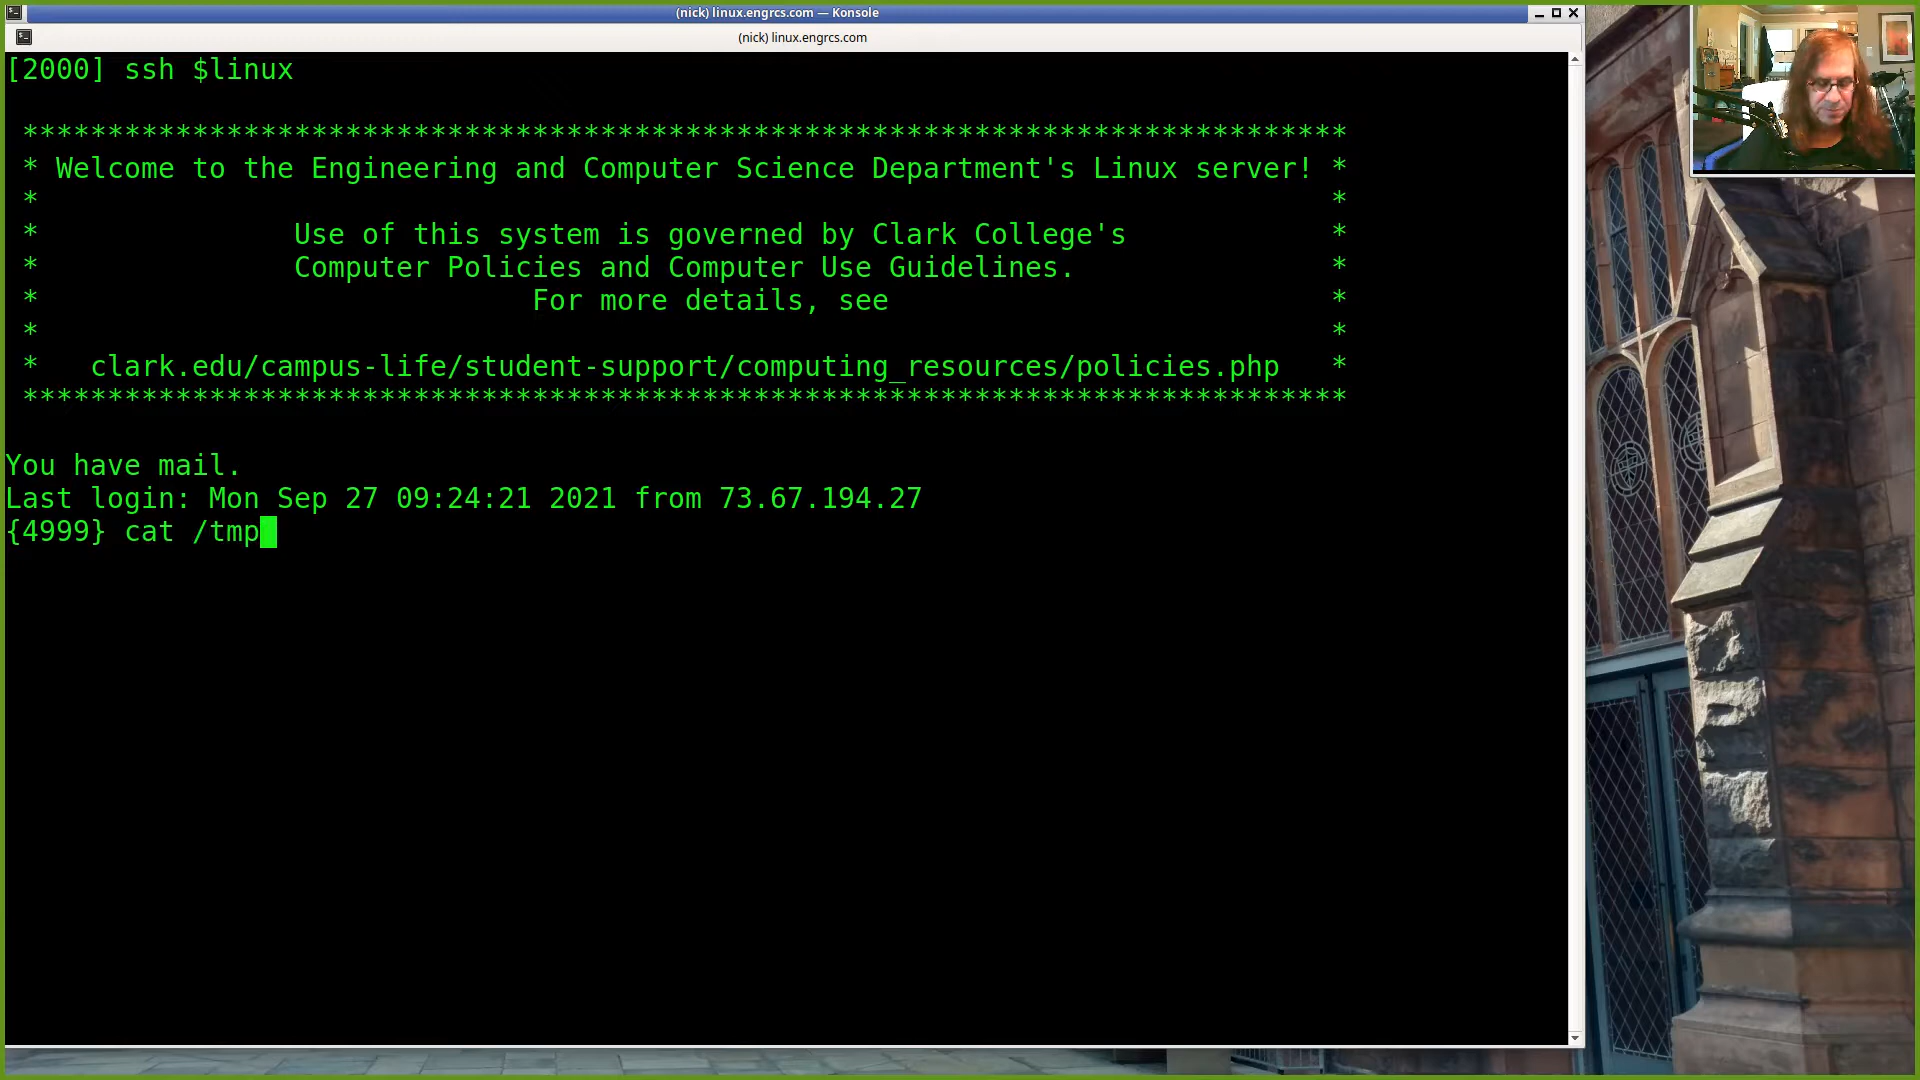 (nick) linux.engrcs.com — Konsole
(nick) linux.engrcs.com
[2000] ssh $linux
******************************************************************************
* Welcome to the Engineering and Computer Science Department's Linux server! *
* *
* Use of this system is governed by Clark College's *
* Computer Policies and Computer Use Guidelines. *
* For more details, see *
* *
* clark.edu/campus-life/student-support/computing_resources/policies.php *
******************************************************************************
You have mail.
Last login: Mon Sep 27 09:24:21 2021 from 73.67.194.27
{4999} cat /tmp